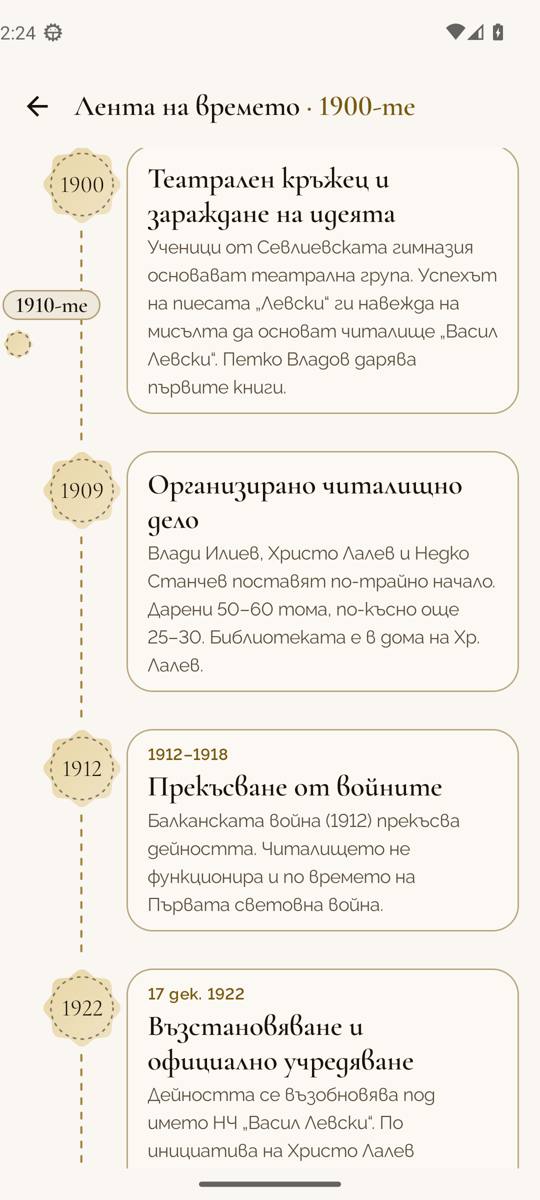 2:24
Лента на времето · 1900-те
1900
Театрален кръжец и
зараждане на идеята
Ученици от Севлиевската гимназия
основават театрална група. Успехът
на пиесата „Левски“ ги навежда на
мисълта да основат читалище „Васил
Левски“. Петко Владов дарява
първите книги.
1910-те
1909
Организирано читалищно
дело
Влади Илиев, Христо Лалев и Недко
Станчев поставят по-трайно начало.
Дарени 50–60 тома, по-късно още
25–30. Библиотеката е в дома на Хр.
Лалев.
1912
1912–1918
Прекъсване от войните
Балканската война (1912) прекъсва
дейността. Читалището не
функционира и по времето на
Първата световна война.
1922
17 дек. 1922
Възстановяване и
официално учредяване
Дейността се възобновява под
името НЧ „Васил Левски“. По
инициатива на Христо Лалев